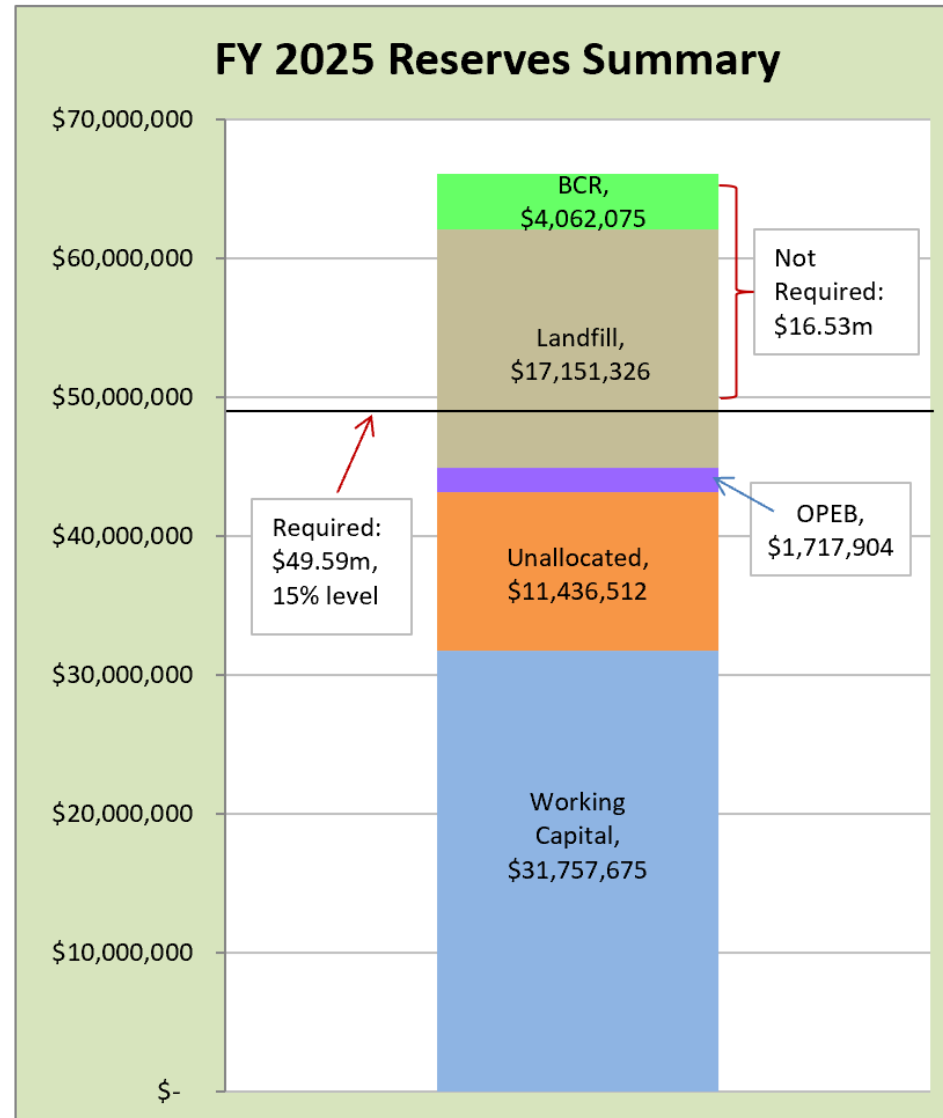 FY 2025 Reserves Summary
$70,000,000
$60,000,000
$50,000,000
$40,000,000
$30,000,000
$20,000,000
$10,000,000
$-
BCR,
$4,062,075
Not
Required:
$16.53m
Landfill,
$17,151,326
Required:
$49.59m,
15% level
OPEB,
$1,717,904
Unallocated,
$11,436,512
Working
Capital,
$31,757,675